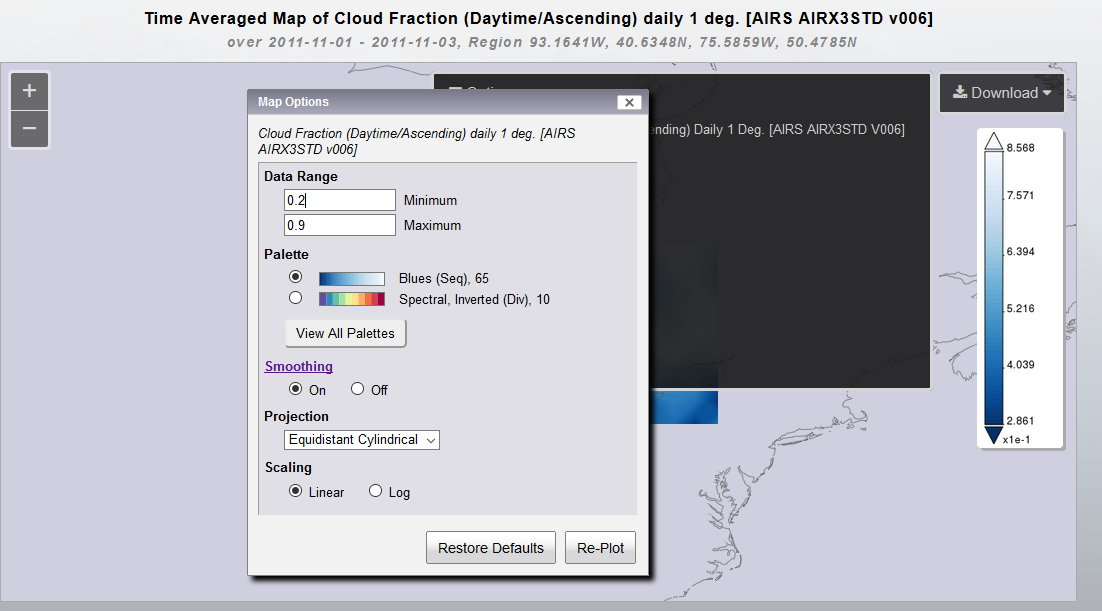 Time Averaged Map of Cloud Fraction (Daytime/Ascending) daily 1 deg. [AIRS AIRX3STD v006]
over 2011-11-01 - 2011-11-03, Region 93.1641W, 40.6348N, 75.5859W, 50.4785N
+
−
Download
Map Options
Cloud Fraction (Daytime/Ascending) daily 1 deg. [AIRS
AIRX3STD v006]
ending) Daily 1 Deg. [AIRS AIRX3STD V006]
Data Range
0.2 Minimum
0.9 Maximum
Palette
Blues (Seq), 65
Spectral, Inverted (Div), 10
View All Palettes
Smoothing
On Off
Projection
Equidistant Cylindrical
Scaling
Linear Log
Restore Defaults Re-Plot
8.568
7.571
6.394
5.216
4.039
2.861
x1e-1